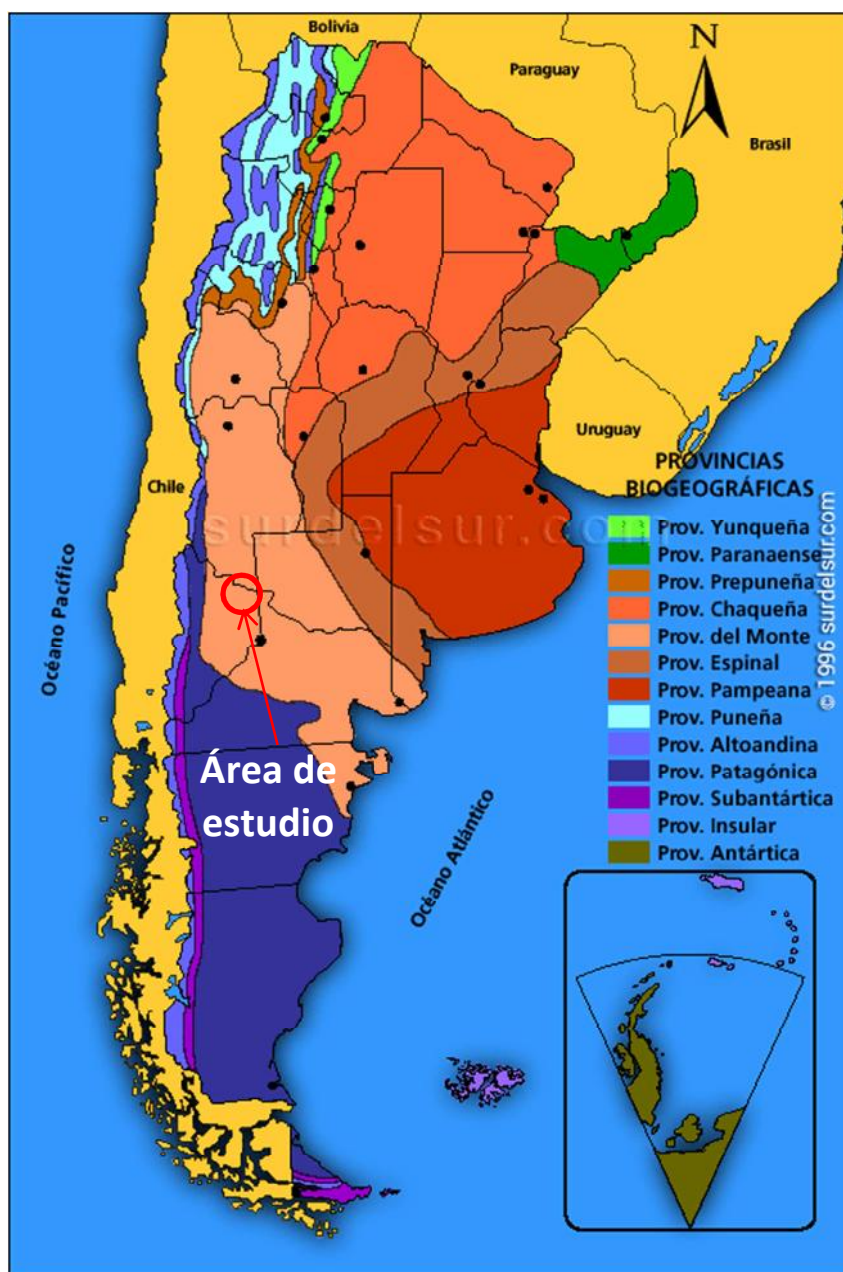 Bolivia
N
Paraguay
Brasil
Uruguay
Chile
PROVINCIAS
BIOGEOGRÁFICAS
surdelsur.com
Prov. Yunqueña
Prov. Paranaense
Prov. Prepuneña
Prov. Chaqueña
Prov. del Monte
Prov. Espinal
Prov. Pampeana
Prov. Puneña
Prov. Altoandina
Prov. Patagónica
Prov. Subantártica
Prov. Insular
Prov. Antártica
© 1996 surdelsur.com
Océano Pacífico
Área de
estudio
Océano Atlántico